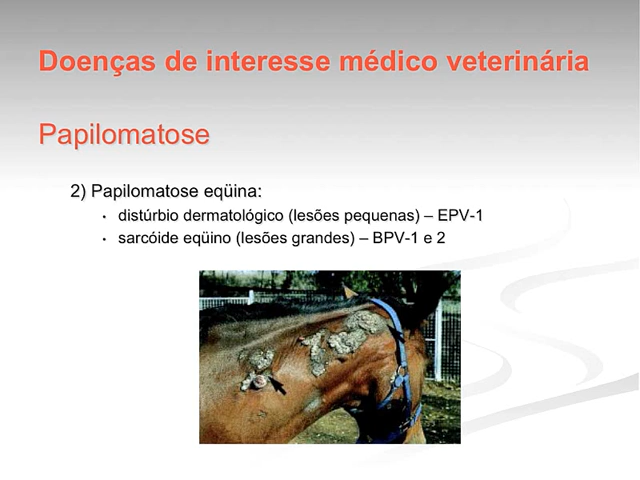 Doenças de interesse médico veterinária
Papilomatose
2) Papilomatose eqüina:
• distúrbio dermatológico (lesões pequenas) – EPV-1
• sarcóide eqüino (lesões grandes) – BPV-1 e 2